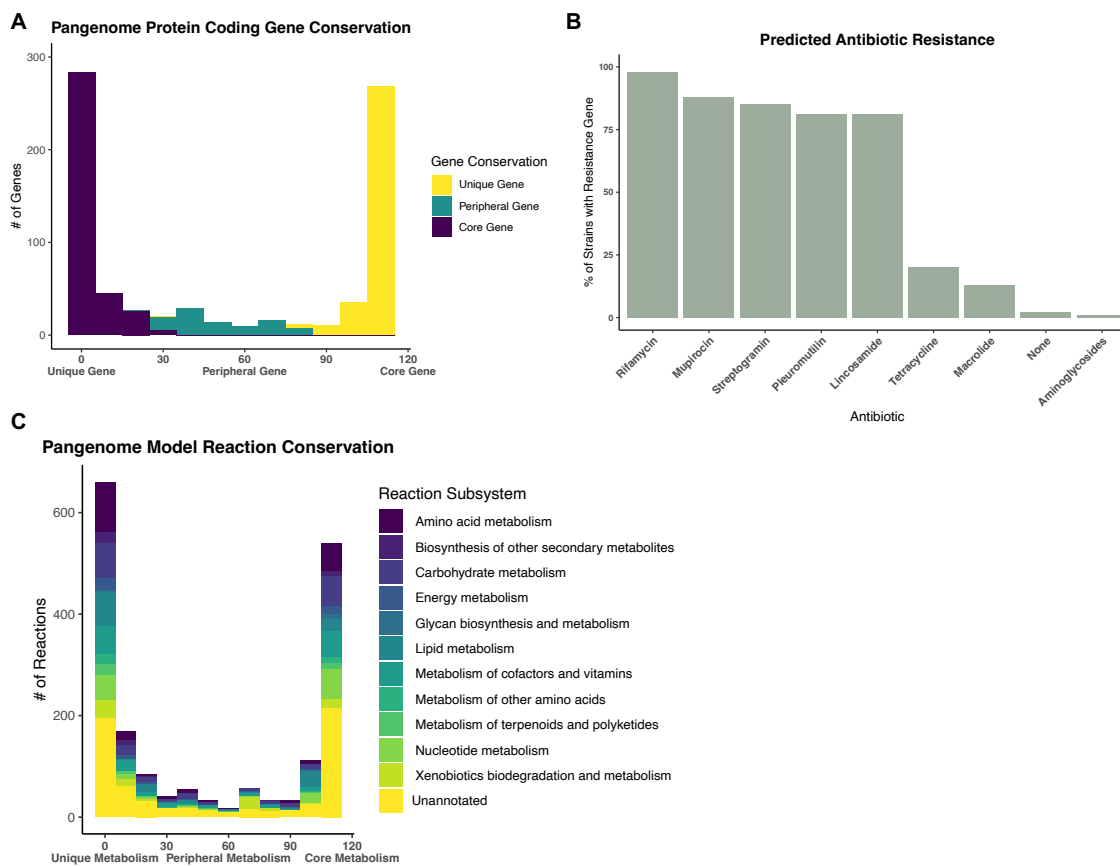 A
Pangenome Protein Coding Gene Conservation
# of Genes
300
200
100
0
0
30
60
90
120
Unique Gene
Peripheral Gene
Core Gene
Gene Conservation
Unique Gene
Peripheral Gene
Core Gene
B
Predicted Antibiotic Resistance
% of Strains with Resistance Gene
100
75
50
25
0
Rifamycin
Mupirocin
Streptogramin
Pleuromutilin
Lincosamide
Tetracycline
Macrolide
None
Aminoglycosides
Antibiotic
C
Pangenome Model Reaction Conservation
# of Reactions
600
400
200
0
0
30
60
90
120
Unique Metabolism
Peripheral Metabolism
Core Metabolism
Reaction Subsystem
Amino acid metabolism
Biosynthesis of other secondary metabolites
Carbohydrate metabolism
Energy metabolism
Glycan biosynthesis and metabolism
Lipid metabolism
Metabolism of cofactors and vitamins
Metabolism of other amino acids
Metabolism of terpenoids and polyketides
Nucleotide metabolism
Xenobiotics biodegradation and metabolism
Unannotated